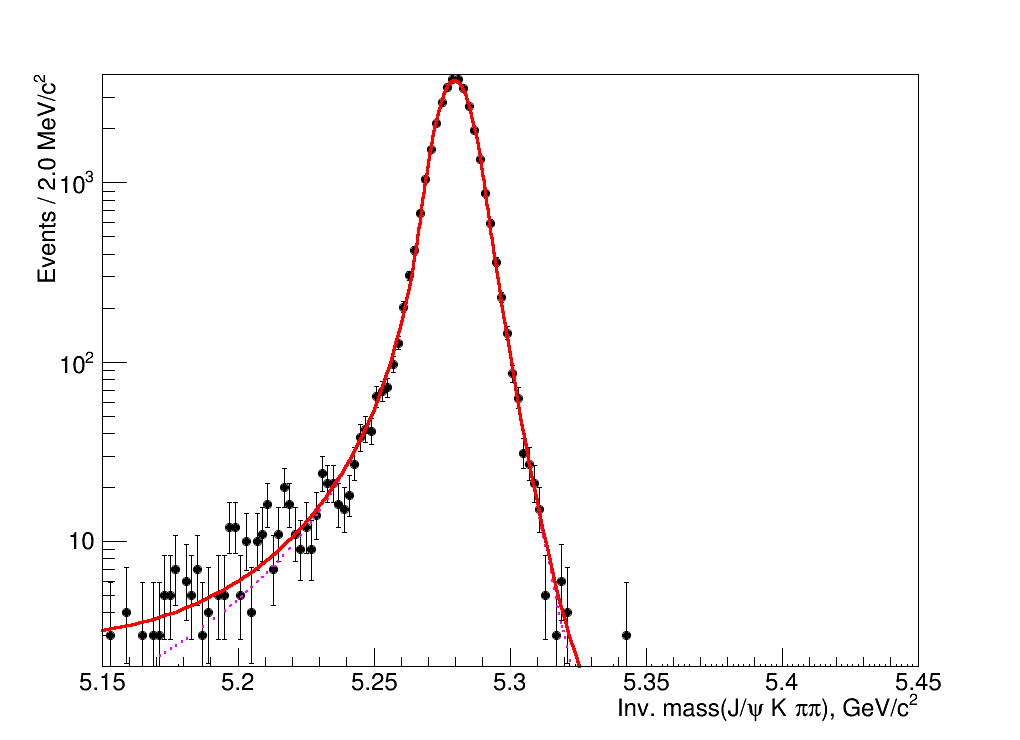 Events / 2.0 MeV/c²
10³
10²
10
5.15 5.2 5.25 5.3 5.35 5.4 5.45
Inv. mass(J/ψ K ππ), GeV/c²